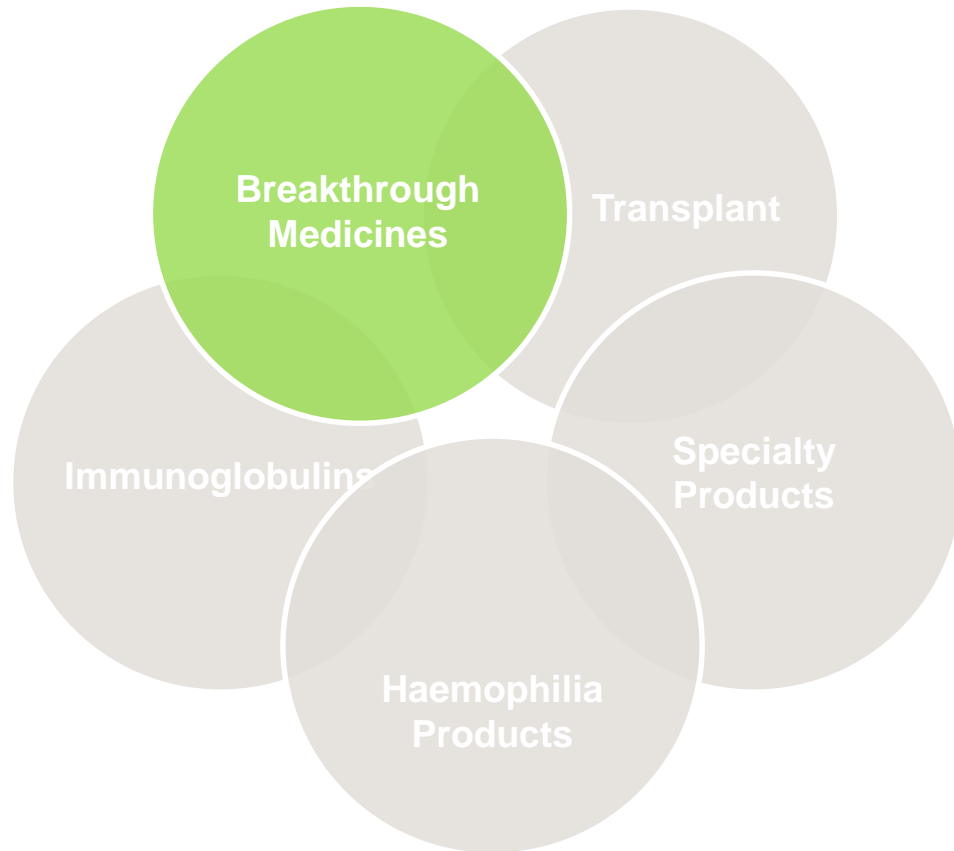 Breakthrough
Medicines
Transplant
Immunoglobulins
Specialty
Products
Haemophilia
Products